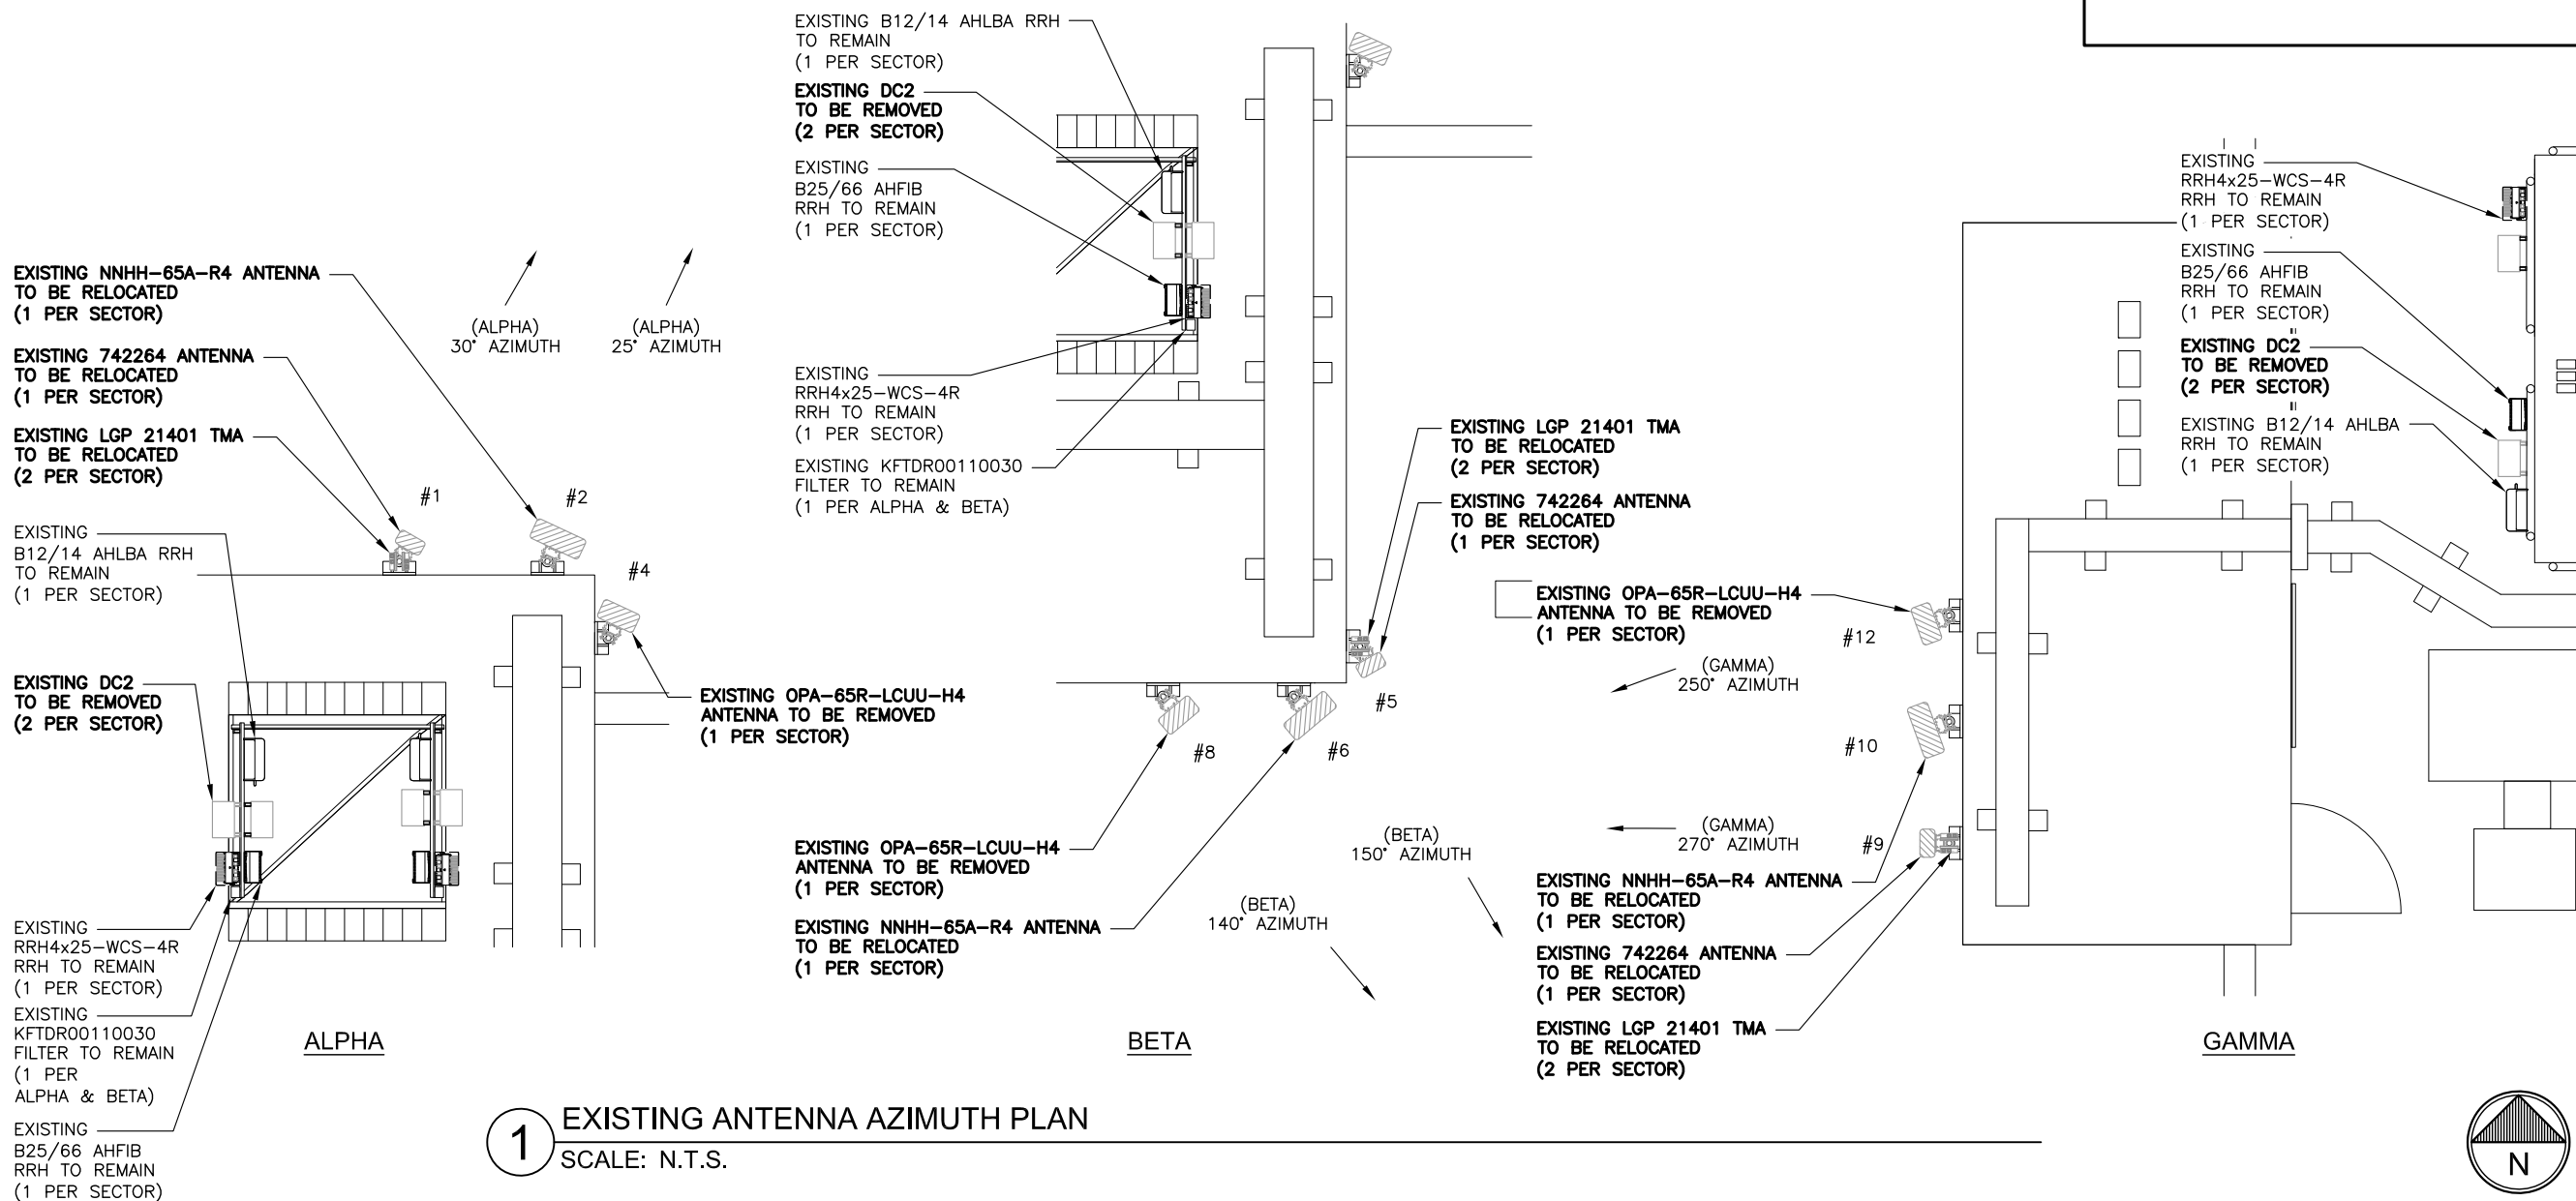 EXISTING NNHH-65A-R4 ANTENNA
TO BE RELOCATED
(1 PER SECTOR)
EXISTING 742264 ANTENNA
TO BE RELOCATED
(1 PER SECTOR)
EXISTING LGP 21401 TMA
TO BE RELOCATED
(2 PER SECTOR)
EXISTING
B12/14 AHLBA RRH
TO REMAIN
(1 PER SECTOR)
EXISTING DC2
TO BE REMOVED
(2 PER SECTOR)
EXISTING
RRH4x25-WCS-4R
RRH TO REMAIN
(1 PER SECTOR)
EXISTING
KFTDR00110030
FILTER TO REMAIN
(1 PER
ALPHA & BETA)
EXISTING
B25/66 AHFIB
RRH TO REMAIN
(1 PER SECTOR)
(ALPHA)
30° AZIMUTH
(ALPHA)
25° AZIMUTH
#1
#2
#4
EXISTING OPA-65R-LCUU-H4
ANTENNA TO BE REMOVED
(1 PER SECTOR)
ALPHA
EXISTING B12/14 AHLBA RRH
TO REMAIN
(1 PER SECTOR)
EXISTING DC2
TO BE REMOVED
(2 PER SECTOR)
EXISTING
B25/66 AHFIB
RRH TO REMAIN
(1 PER SECTOR)
EXISTING
RRH4x25-WCS-4R
RRH TO REMAIN
(1 PER SECTOR)
EXISTING KFTDR00110030
FILTER TO REMAIN
(1 PER ALPHA & BETA)
EXISTING LGP 21401 TMA
TO BE RELOCATED
(2 PER SECTOR)
EXISTING 742264 ANTENNA
TO BE RELOCATED
(1 PER SECTOR)
#5
#6
#8
EXISTING OPA-65R-LCUU-H4
ANTENNA TO BE REMOVED
(1 PER SECTOR)
EXISTING NNHH-65A-R4 ANTENNA
TO BE RELOCATED
(1 PER SECTOR)
(BETA)
150° AZIMUTH
(BETA)
140° AZIMUTH
BETA
EXISTING
RRH4x25-WCS-4R
RRH TO REMAIN
(1 PER SECTOR)
EXISTING
B25/66 AHFIB
RRH TO REMAIN
(1 PER SECTOR)
EXISTING DC2
TO BE REMOVED
(2 PER SECTOR)
EXISTING B12/14 AHLBA
RRH TO REMAIN
(1 PER SECTOR)
EXISTING OPA-65R-LCUU-H4
ANTENNA TO BE REMOVED
(1 PER SECTOR)
#12
(GAMMA)
250° AZIMUTH
#10
(GAMMA)
270° AZIMUTH
#9
EXISTING NNHH-65A-R4 ANTENNA
TO BE RELOCATED
(1 PER SECTOR)
EXISTING 742264 ANTENNA
TO BE RELOCATED
(1 PER SECTOR)
EXISTING LGP 21401 TMA
TO BE RELOCATED
(2 PER SECTOR)
GAMMA
1
EXISTING ANTENNA AZIMUTH PLAN
SCALE: N.T.S.
N